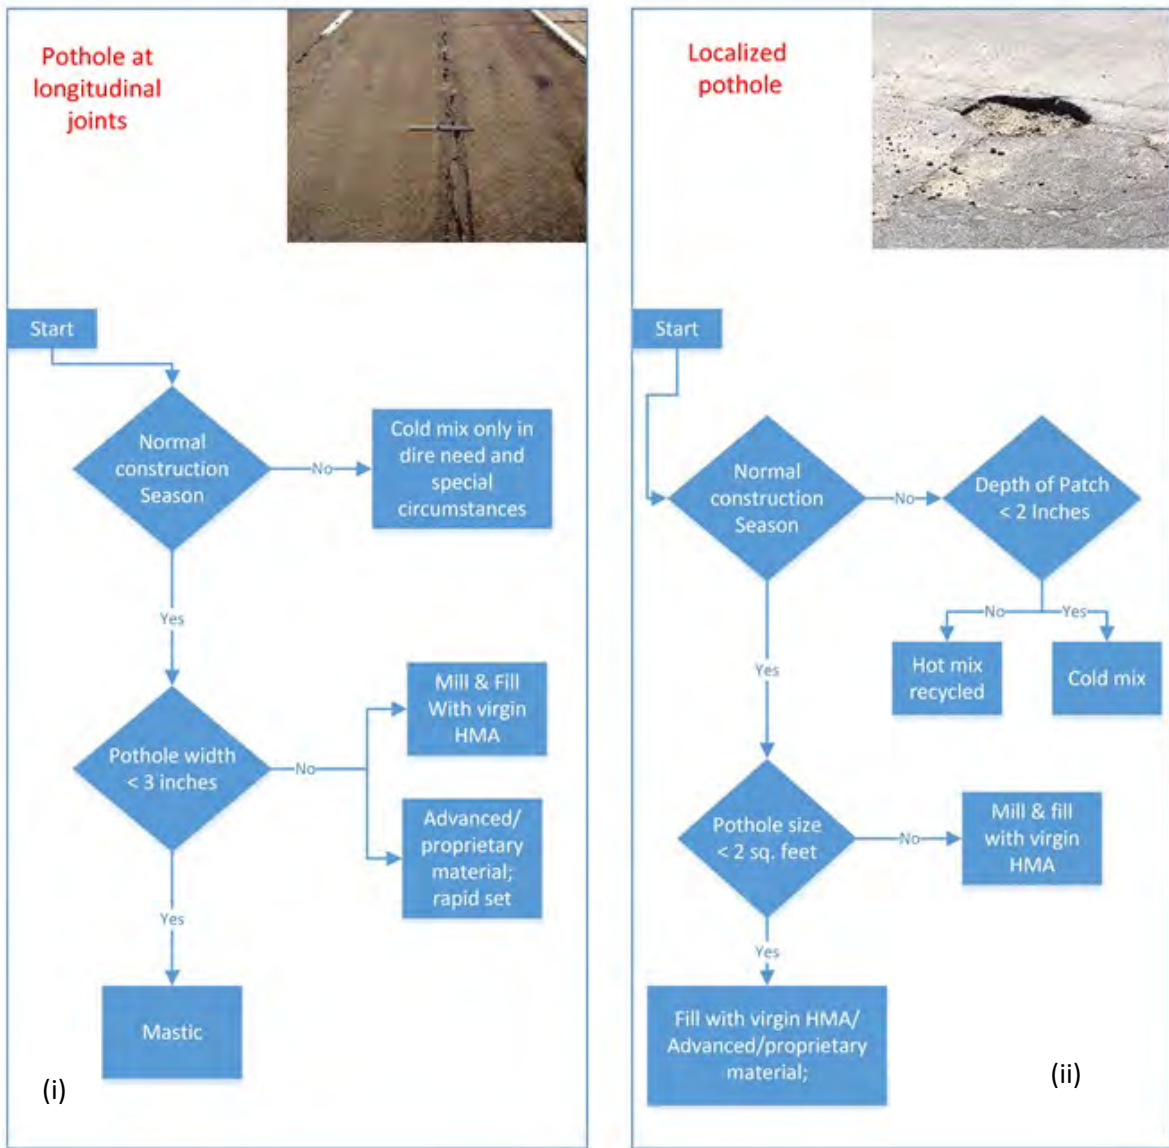 Pothole at
longitudinal
joints
Start
Normal
construction
Season
No
Cold mix only in
dire need and
special
circumstances
Yes
Pothole width
< 3 inches
No
Mill & Fill
With virgin
HMA
Advanced/
proprietary
material;
rapid set
Yes
Mastic
(i)
Localized
pothole
Start
Normal
construction
Season
No
Depth of Patch
< 2 Inches
No
Yes
Hot mix
recycled
Cold mix
Yes
Pothole size
< 2 sq. feet
No
Mill & fill
with virgin
HMA
Yes
Fill with virgin HMA/
Advanced/proprietary
material;
(ii)